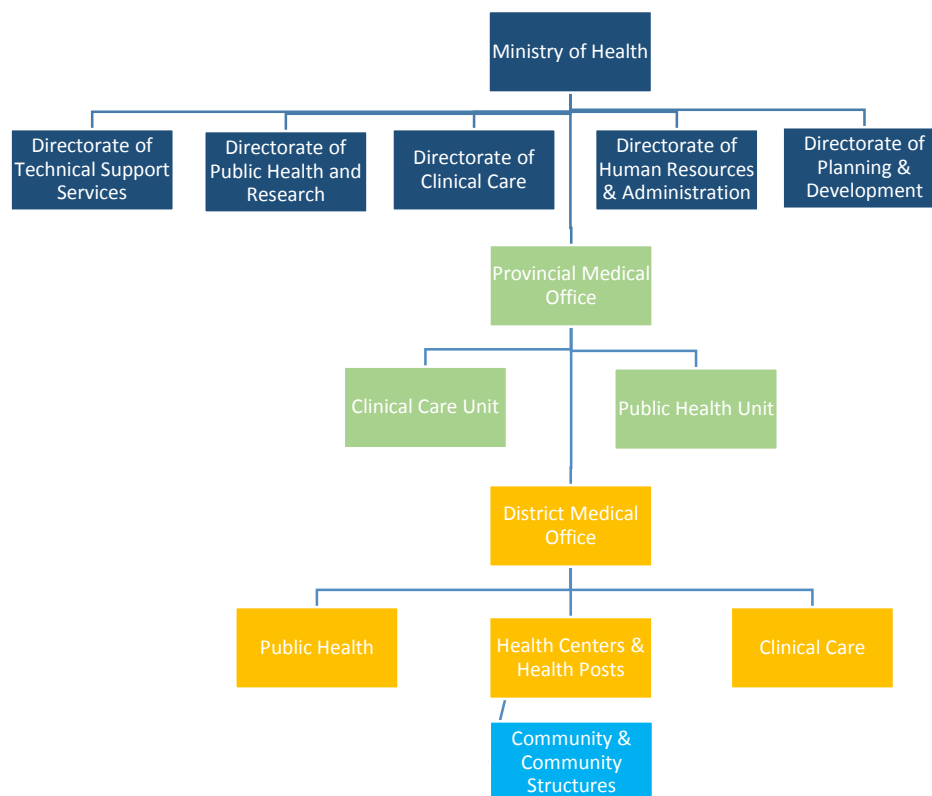 Ministry of Health
Directorate of
Technical Support
Services
Directorate of
Public Health and
Research
Directorate of
Clinical Care
Directorate of
Human Resources
& Administration
Directorate of
Planning &
Development
Provincial Medical
Office
Clinical Care Unit
Public Health Unit
District Medical
Office
Public Health
Health Centers &
Health Posts
Clinical Care
Community &
Community
Structures